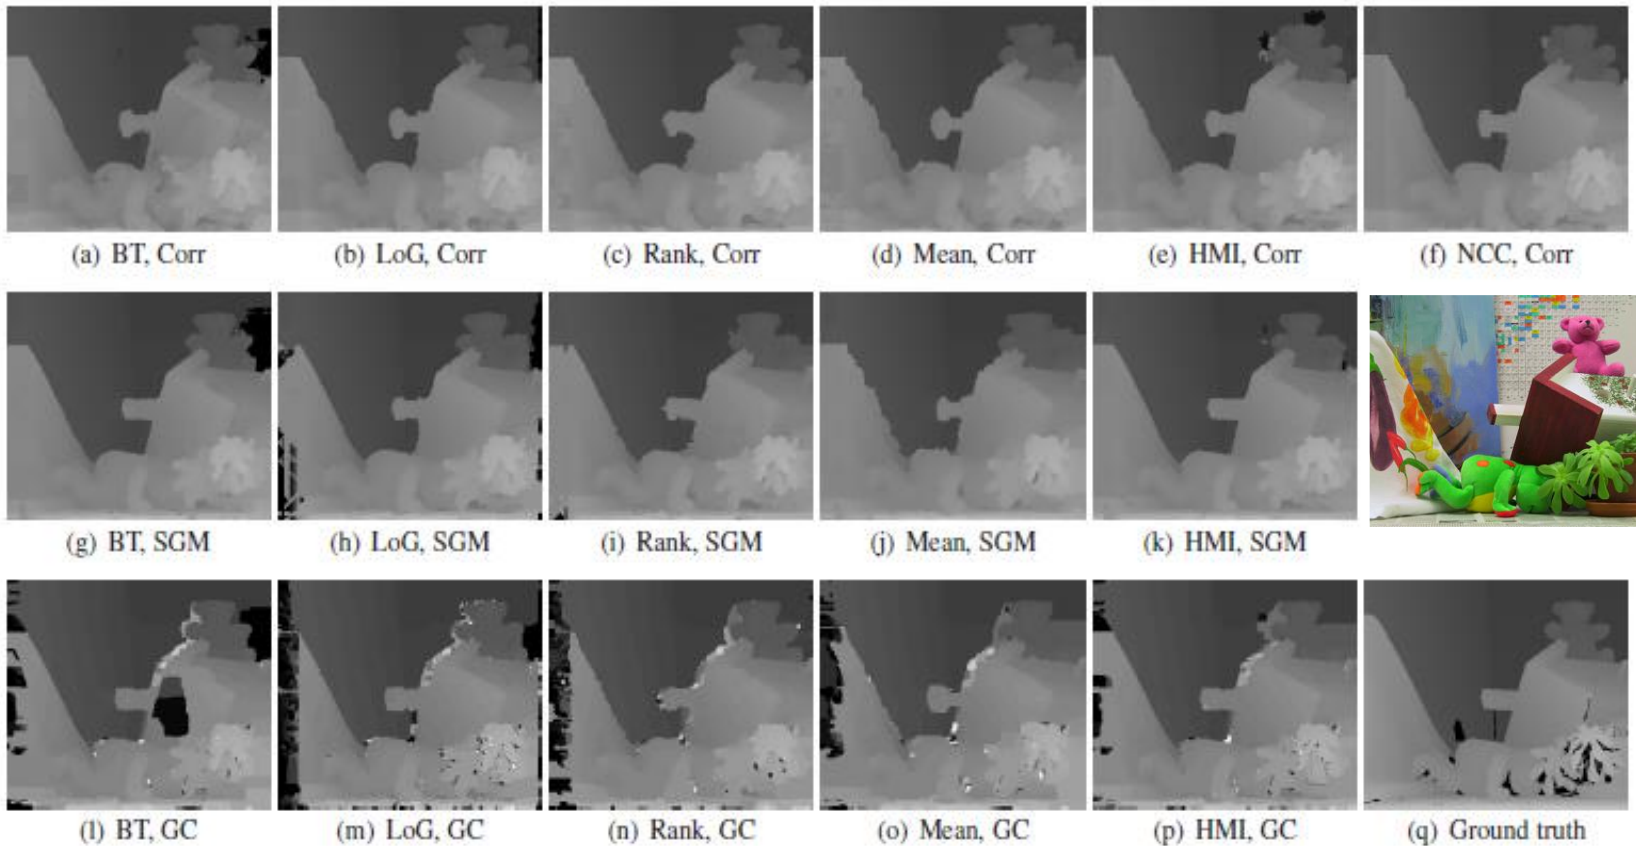 (a) BT, Corr
(b) LoG, Corr
(c) Rank, Corr
(d) Mean, Corr
(e) HMI, Corr
(f) NCC, Corr
(g) BT, SGM
(h) LoG, SGM
(i) Rank, SGM
(j) Mean, SGM
(k) HMI, SGM
(l) BT, GC
(m) LoG, GC
(n) Rank, GC
(o) Mean, GC
(p) HMI, GC
(q) Ground truth